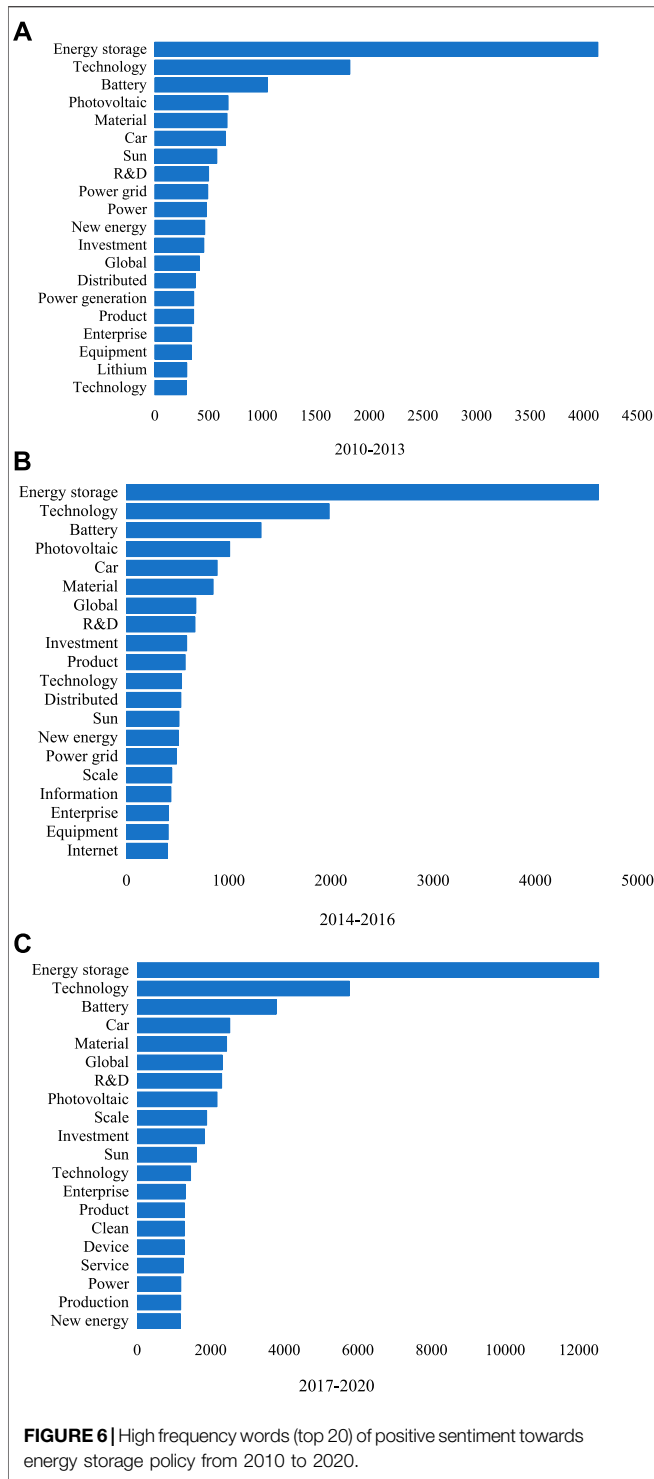 A
Energy storage
Technology
Battery
Photovoltaic
Material
Car
Sun
R&D
Power grid
Power
New energy
Investment
Global
Distributed
Power generation
Product
Enterprise
Equipment
Lithium
Technology
0 500 1000 1500 2000 2500 3000 3500 4000 4500
2010-2013
B
Energy storage
Technology
Battery
Photovoltaic
Car
Material
Global
R&D
Investment
Product
Technology
Distributed
Sun
New energy
Power grid
Scale
Information
Enterprise
Equipment
Internet
0 1000 2000 3000 4000 5000
2014-2016
C
Energy storage
Technology
Battery
Car
Material
Global
R&D
Photovoltaic
Scale
Investment
Sun
Technology
Enterprise
Product
Clean
Device
Service
Power
Production
New energy
0 2000 4000 6000 8000 10000 12000
2017-2020
FIGURE 6 | High frequency words (top 20) of positive sentiment towards
energy storage policy from 2010 to 2020.